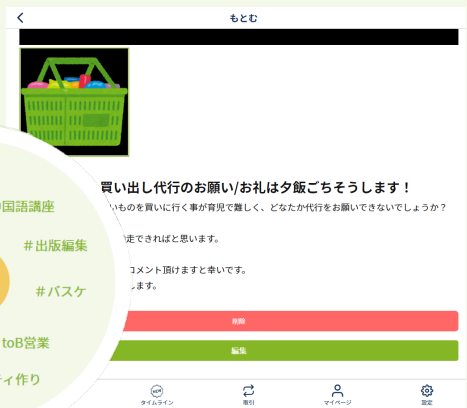 もとむ
買い出し代行のお願い/お礼は夕飯ごちそうします！
いものを買いに行く事が育児で難しく、どなたか代行をお願いできないでしょうか？
走できればと思います。
コメント頂けますと幸いです。
します。
国語講座
＃出版編集
＃バスケ
toB営業
ィ作り
削除
編集
NEW
タイムライン
取引
マイページ
設定